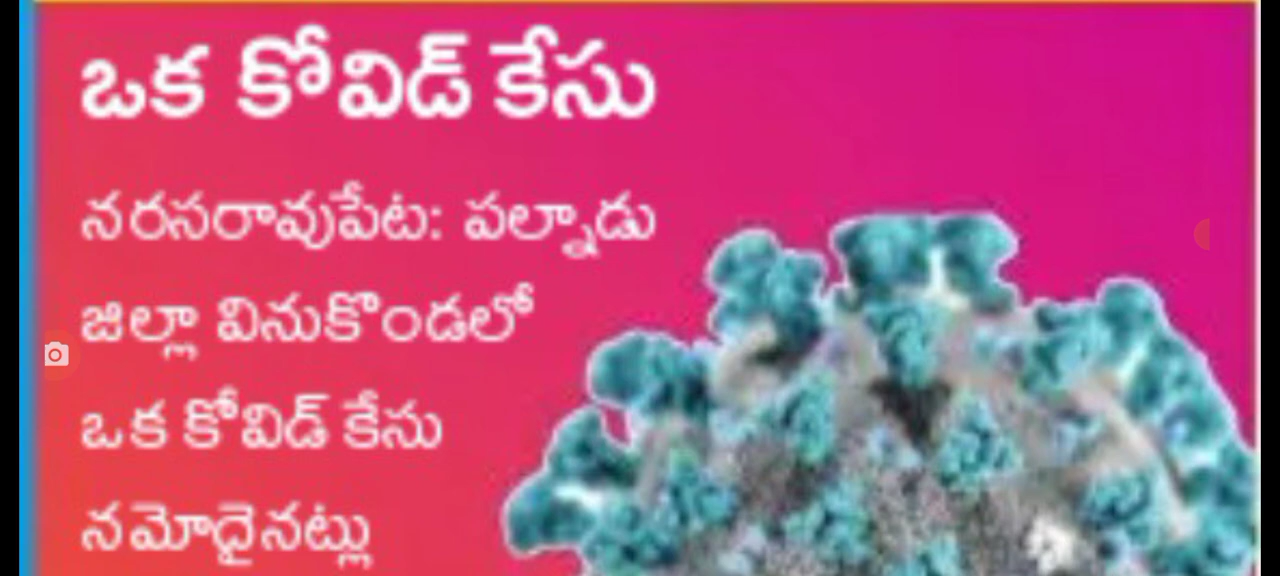 ఒక కోవిడ్ కేసు
నరసరావుపేట: పల్నాడు
జిల్లా వినుకొండలో
ఒక కోవిడ్ కేసు
నమోదైనట్లు